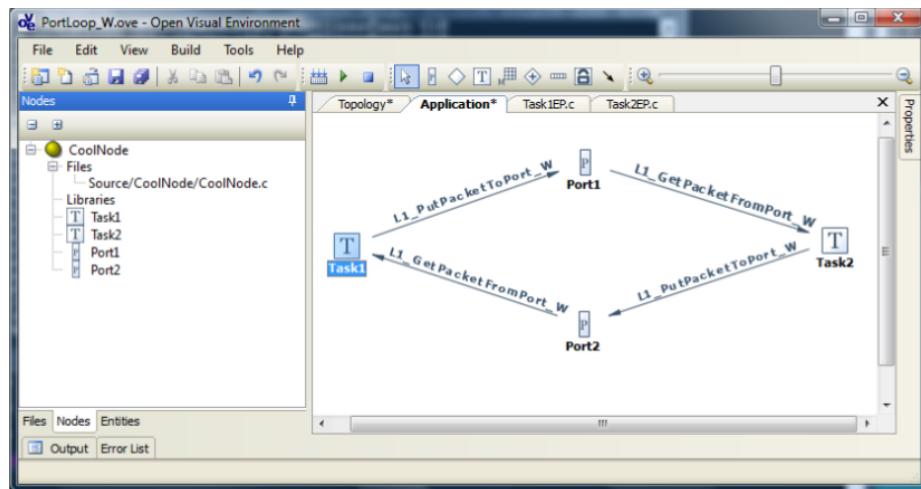 PortLoop_W.ove - Open Visual Environment
File Edit View Build Tools Help
Nodes
Topology* Application* Task1EP.c Task2EP.c
Properties
CoolNode
Files
Source/CoolNode/CoolNode.c
Libraries
T Task1
T Task2
P Port1
P Port2
L1_PutPacketToPort_W
P
Port1
L1_GetPacketFromPort_W
T
Task1
T
Task2
L1_GetPacketFromPort_W
L1_PutPacketToPort_W
P
Port2
Files Nodes Entities
Output Error List